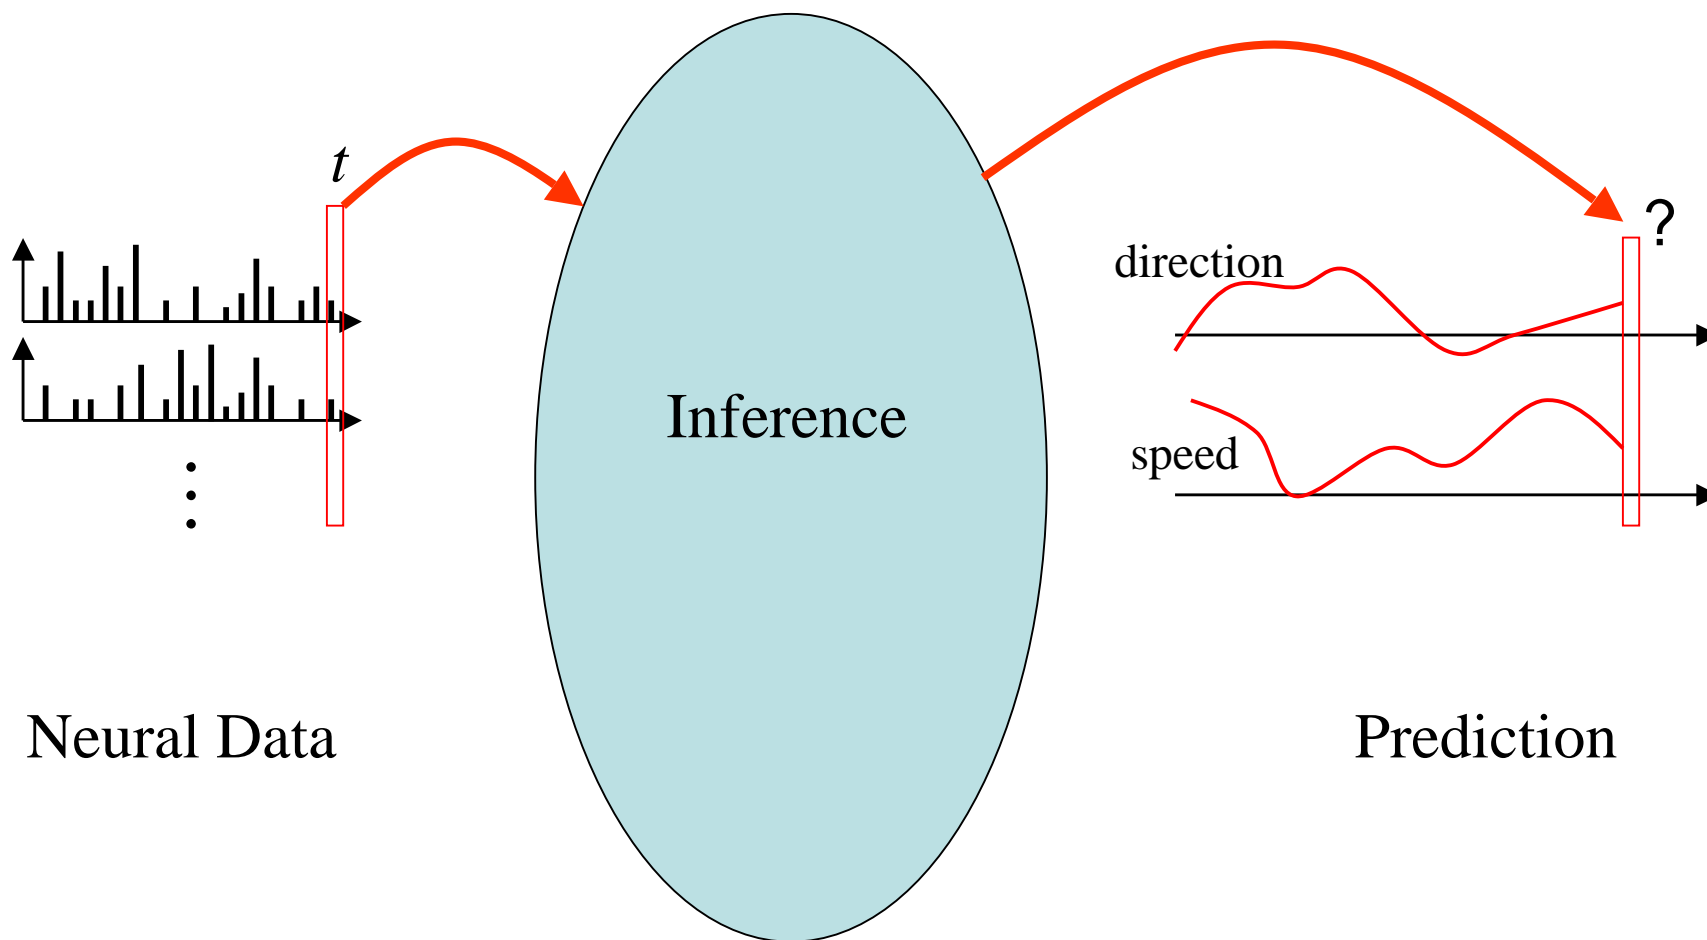 t
?
direction
Inference
speed
Neural Data
Prediction